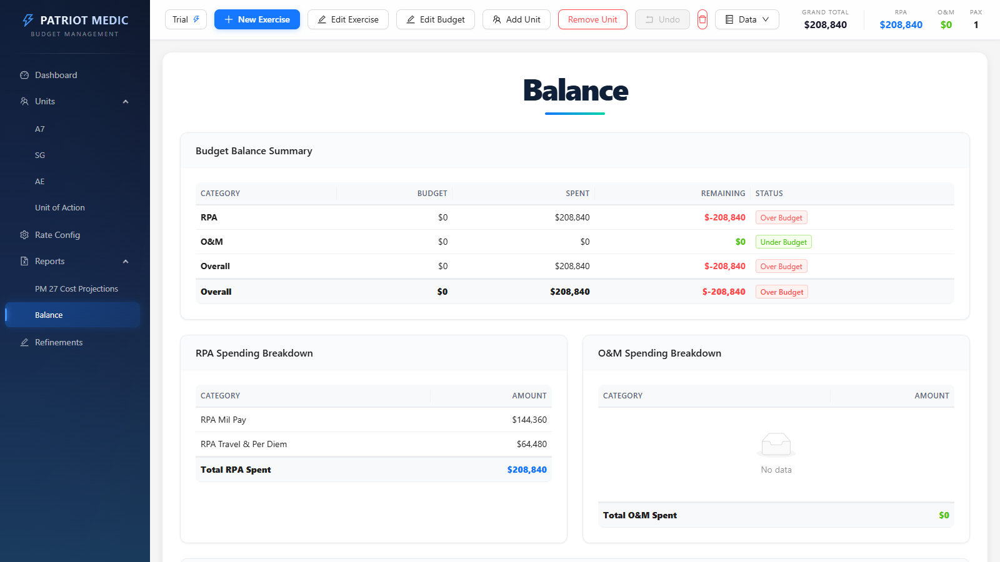 PATRIOT MEDIC
BUDGET MANAGEMENT
Dashboard
Units
A7
SG
AE
Unit of Action
Rate Config
Reports
PM 27 Cost Projections
Balance
Refinements
Trial
New Exercise
Edit Exercise
Edit Budget
Add Unit
Remove Unit
Undo
Data
GRAND TOTAL
$208,840
RPA
$208,840
O&M
$0
PAX
1
Balance
Budget Balance Summary
CATEGORY BUDGET SPENT REMAINING STATUS
RPA $0 $208,840 $-208,840 Over Budget
O&M $0 $0 $0 Under Budget
Overall $0 $208,840 $-208,840 Over Budget
Overall $0 $208,840 $-208,840 Over Budget
RPA Spending Breakdown
CATEGORY AMOUNT
RPA Mil Pay $144,360
RPA Travel & Per Diem $64,480
Total RPA Spent $208,840
O&M Spending Breakdown
CATEGORY AMOUNT
No data
Total O&M Spent $0